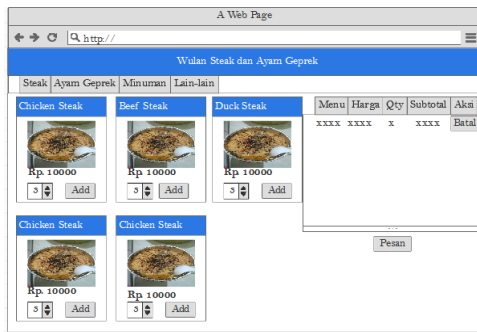 A Web Page
http://
Wulan Steak dan Ayam Geprek
Steak Ayam Geprek Minuman Lain-lain
Chicken Steak
Rp. 10000
3 Add
Beef Steak
Rp. 10000
3 Add
Duck Steak
Rp. 10000
3 Add
Chicken Steak
Rp. 10000
3 Add
Chicken Steak
Rp. 10000
3 Add
Menu Harga Qty Subtotal Aksi
xxxx xxxx x xxxx Batal
Pesan